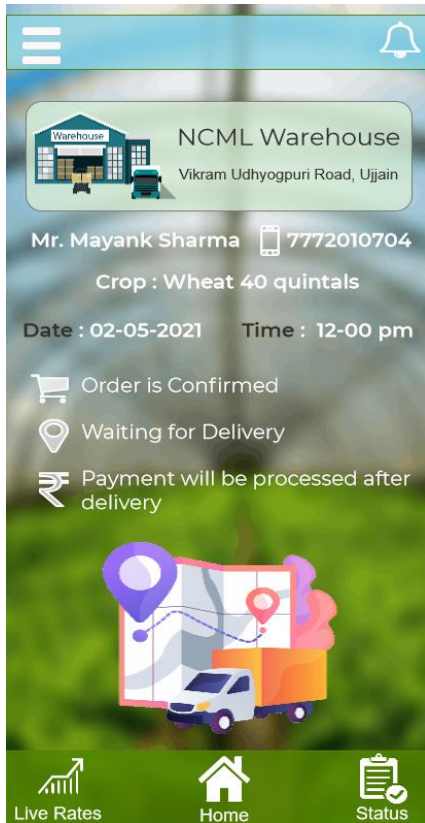 Warehouse
NCML Warehouse
Vikram Udhyogpuri Road, Ujjain
Mr. Mayank Sharma 7772010704
Crop : Wheat 40 quintals
Date : 02-05-2021 Time : 12-00 pm
Order is Confirmed
Waiting for Delivery
Payment will be processed after
delivery
Live Rates Home Status